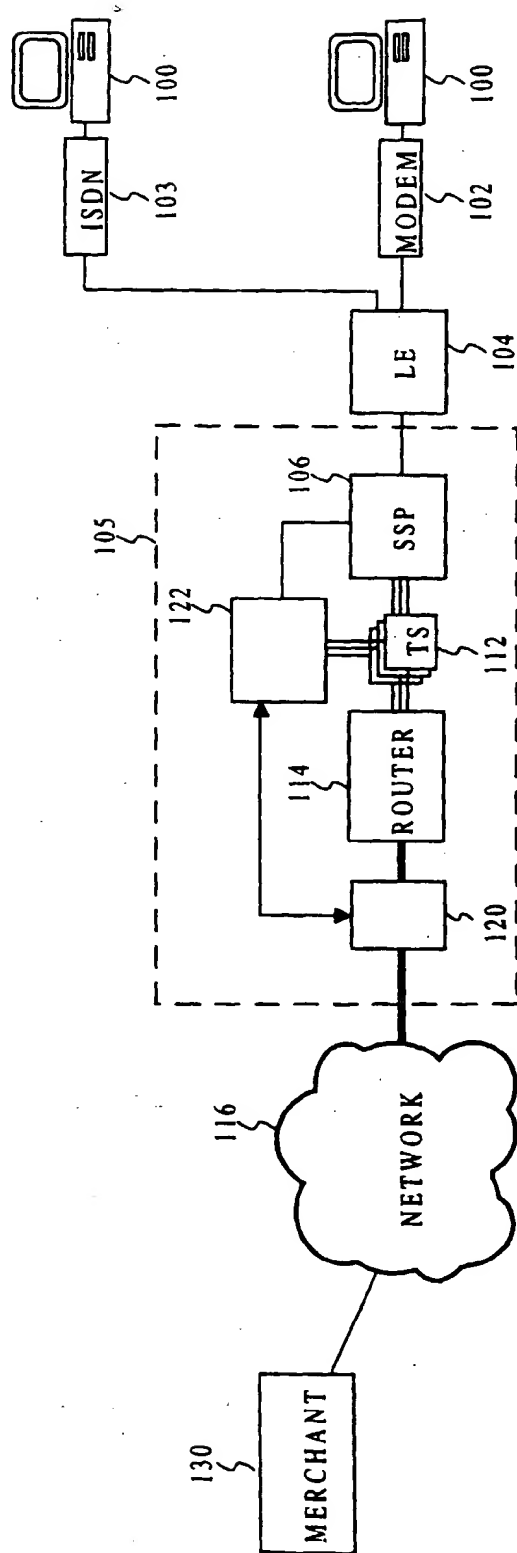 100
ISDN
103
100
MODEM
102
LE
104
105
106
SSP
122
TS
112
114
ROUTER
120
116
NETWORK
130
MERCHANT